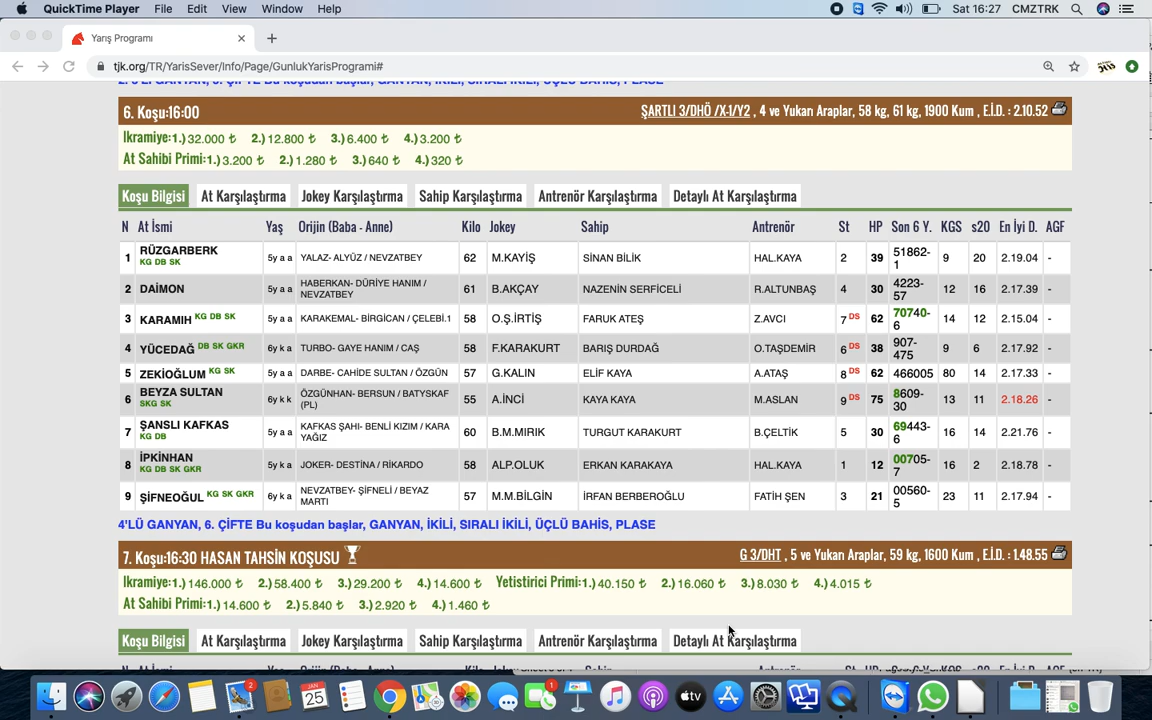 QuickTime Player File Edit View Window Help Sat 16:27 CMZTRK
Yarış Programı
tjk.org/TR/YarisSever/Info/Page/GunlukYarisProgrami#
6. Koşu:16:00 ŞARTLI 3/DHÖ /X-1/Y2 , 4 ve Yukarı Araplar, 58 kg, 61 kg, 1900 Kum , E.İ.D. : 2.10.52
İkramiye:1.)32.000 ₺ 2.)12.800 ₺ 3.)6.400 ₺ 4.)3.200 ₺
At Sahibi Primi:1.)3.200 ₺ 2.)1.280 ₺ 3.)640 ₺ 4.)320 ₺
Koşu Bilgisi At Karşılaştırma Jokey Karşılaştırma Sahip Karşılaştırma Antrenör Karşılaştırma Detaylı At Karşılaştırma
N At İsmi Yaş Orijin (Baba - Anne) Kilo Jokey Sahip Antrenör St HP Son 6 Y. KGS s20 En İyi D. AGF
1 RÜZGARBERK KG DB SK 5y a a YALAZ- ALYÜZ / NEVZATBEY 62 M.KAYİŞ SİNAN BİLİK HAL.KAYA 2 39 51862-1 9 20 2.19.04 -
2 DAİMON 5y a a HABERKAN- DÜRİYE HANIM / NEVZATBEY 61 B.AKÇAY NAZENİN SERFİCELİ R.ALTUNBAŞ 4 30 4223-57 12 16 2.17.39 -
3 KARAMIH KG DB SK 5y a a KARAKEMAL- BİRGİCAN / ÇELEBİ.1 58 O.Ş.İRTİŞ FARUK ATEŞ Z.AVCI 7 DS 62 70740-6 14 12 2.15.04 -
4 YÜCEDAĞ DB SK GKR 6y k a TURBO- GAYE HANIM / CAŞ 58 F.KARAKURT BARIŞ DURDAĞ O.TAŞDEMİR 6 DS 38 907-475 9 6 2.17.92 -
5 ZEKİOĞLUM KG SK 5y a a DARBE- CAHİDE SULTAN / ÖZGÜN 57 G.KALIN ELİF KAYA A.ATAŞ 8 DS 62 466005 80 14 2.17.33 -
6 BEYZA SULTAN SKG SK 6y k k ÖZGÜNHAN- BERSUN / BATYSKAF (PL) 55 A.İNCİ KAYA KAYA M.ASLAN 9 DS 75 8609-30 13 11 2.18.26 -
7 ŞANSLI KAFKAS KG DB 5y a a KAFKAS ŞAHI- BENLİ KIZIM / KARA YAĞIZ 60 B.M.MIRIK TURGUT KARAKURT B.ÇELTİK 5 30 69443-6 16 14 2.21.76 -
8 İPKİNHAN KG DB SK GKR 5y k a JOKER- DESTİNA / RİKARDO 58 ALP.OLUK ERKAN KARAKAYA HAL.KAYA 1 12 00705-7 16 2 2.18.78 -
9 ŞİFNEOĞUL KG SK GKR 6y k a NEVZATBEY- ŞİFNELİ / BEYAZ MARTI 57 M.M.BİLGİN İRFAN BERBEROĞLU FATİH ŞEN 3 21 00560-5 23 11 2.17.94 -
4'LÜ GANYAN, 6. ÇİFTE Bu koşudan başlar, GANYAN, İKİLİ, SIRALI İKİLİ, ÜÇLÜ BAHİS, PLASE
7. Koşu:16:30 HASAN TAHSİN KOŞUSU G 3/DHT , 5 ve Yukarı Araplar, 59 kg, 1600 Kum , E.İ.D. : 1.48.55
İkramiye:1.)146.000 ₺ 2.)58.400 ₺ 3.)29.200 ₺ 4.)14.600 ₺ Yetistirici Primi:1.)40.150 ₺ 2.)16.060 ₺ 3.)8.030 ₺ 4.)4.015 ₺
At Sahibi Primi:1.)14.600 ₺ 2.)5.840 ₺ 3.)2.920 ₺ 4.)1.460 ₺
Koşu Bilgisi At Karşılaştırma Jokey Karşılaştırma Sahip Karşılaştırma Antrenör Karşılaştırma Detaylı At Karşılaştırma
JAN 25 2 1 tv